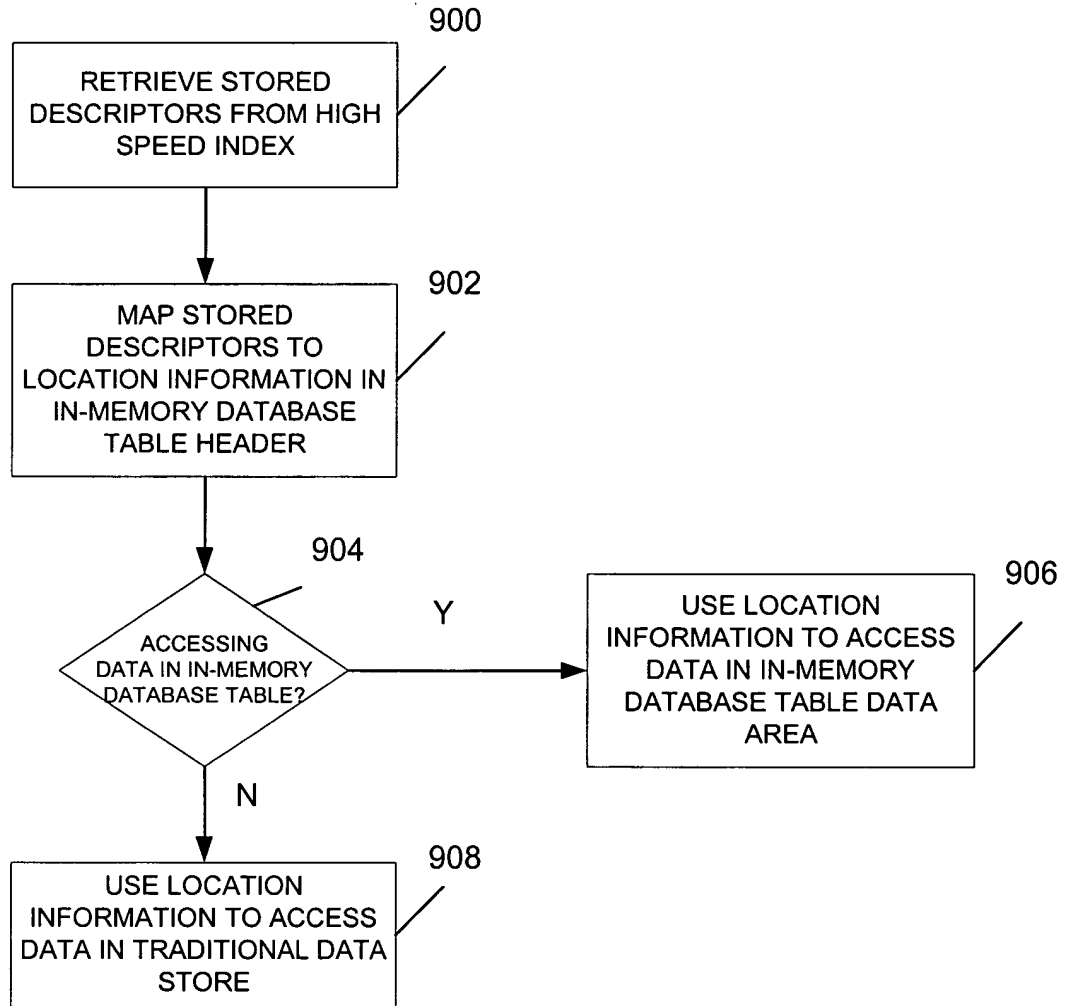 900
RETRIEVE STORED
DESCRIPTORS FROM HIGH
SPEED INDEX
902
MAP STORED
DESCRIPTORS TO
LOCATION INFORMATION IN
IN-MEMORY DATABASE
TABLE HEADER
904
ACCESSING
DATA IN IN-MEMORY
DATABASE TABLE?
Y
906
USE LOCATION
INFORMATION TO ACCESS
DATA IN IN-MEMORY
DATABASE TABLE DATA
AREA
N
908
USE LOCATION
INFORMATION TO ACCESS
DATA IN TRADITIONAL DATA
STORE